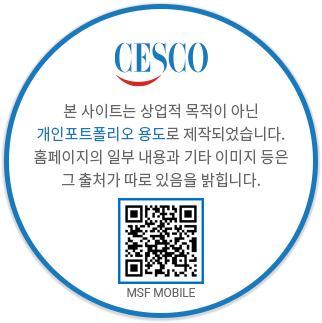 CESCO
본 사이트는 상업적 목적이 아닌
개인포트폴리오 용도로 제작되었습니다.
홈페이지의 일부 내용과 기타 이미지 등은
그 출처가 따로 있음을 밝힙니다.
MSF MOBILE